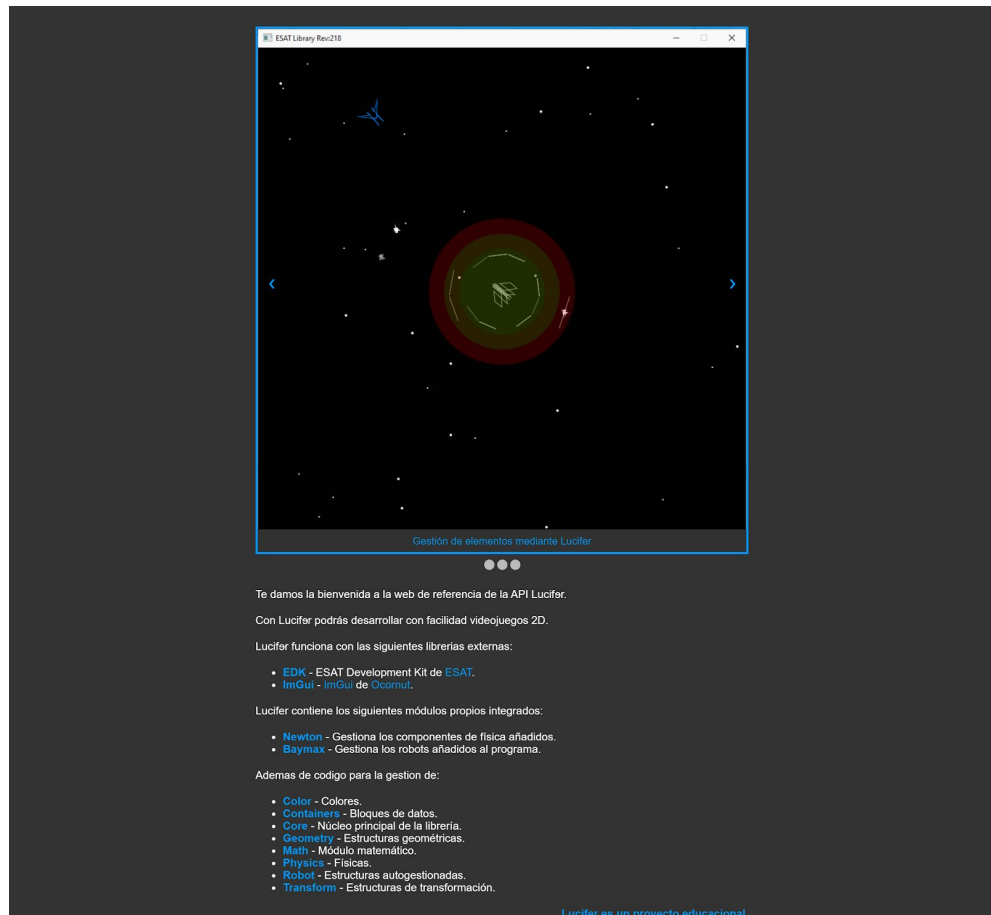 ESAT Library Rev:218
Gestión de elementos mediante Lucifer
Te damos la bienvenida a la web de referencia de la API Lucifer.
Con Lucifer podrás desarrollar con facilidad videojuegos 2D.
Lucifer funciona con las siguientes librerias externas:
EDK - ESAT Development Kit de ESAT.
ImGui - ImGui de Ocornut.
Lucifer contiene los siguientes módulos propios integrados:
Newton - Gestiona los componentes de física añadidos.
Baymax - Gestiona los robots añadidos al programa.
Ademas de codigo para la gestion de:
Color - Colores.
Containers - Bloques de datos.
Core - Núcleo principal de la librería.
Geometry - Estructuras geométricas.
Math - Módulo matemático.
Physics - Físicas.
Robot - Estructuras autogestionadas.
Transform - Estructuras de transformación.
Lucifer es un proyecto educacional